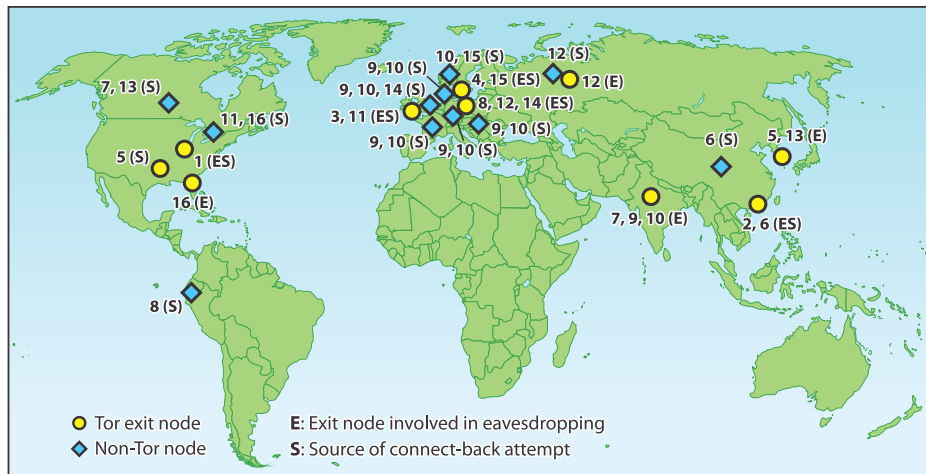 10, 15 (S)
12 (S)
9, 10 (S)
4, 15 (ES)
12 (E)
7, 13 (S)
9, 10, 14 (S)
8, 12, 14 (ES)
11, 16 (S)
3, 11 (ES)
9, 10 (S)
6 (S)
5, 13 (E)
9, 10 (S)
9, 10 (S)
5 (S)
1 (ES)
16 (E)
7, 9, 10 (E)
2, 6 (ES)
8 (S)
Tor exit node
E: Exit node involved in eavesdropping
Non-Tor node
S: Source of connect-back attempt